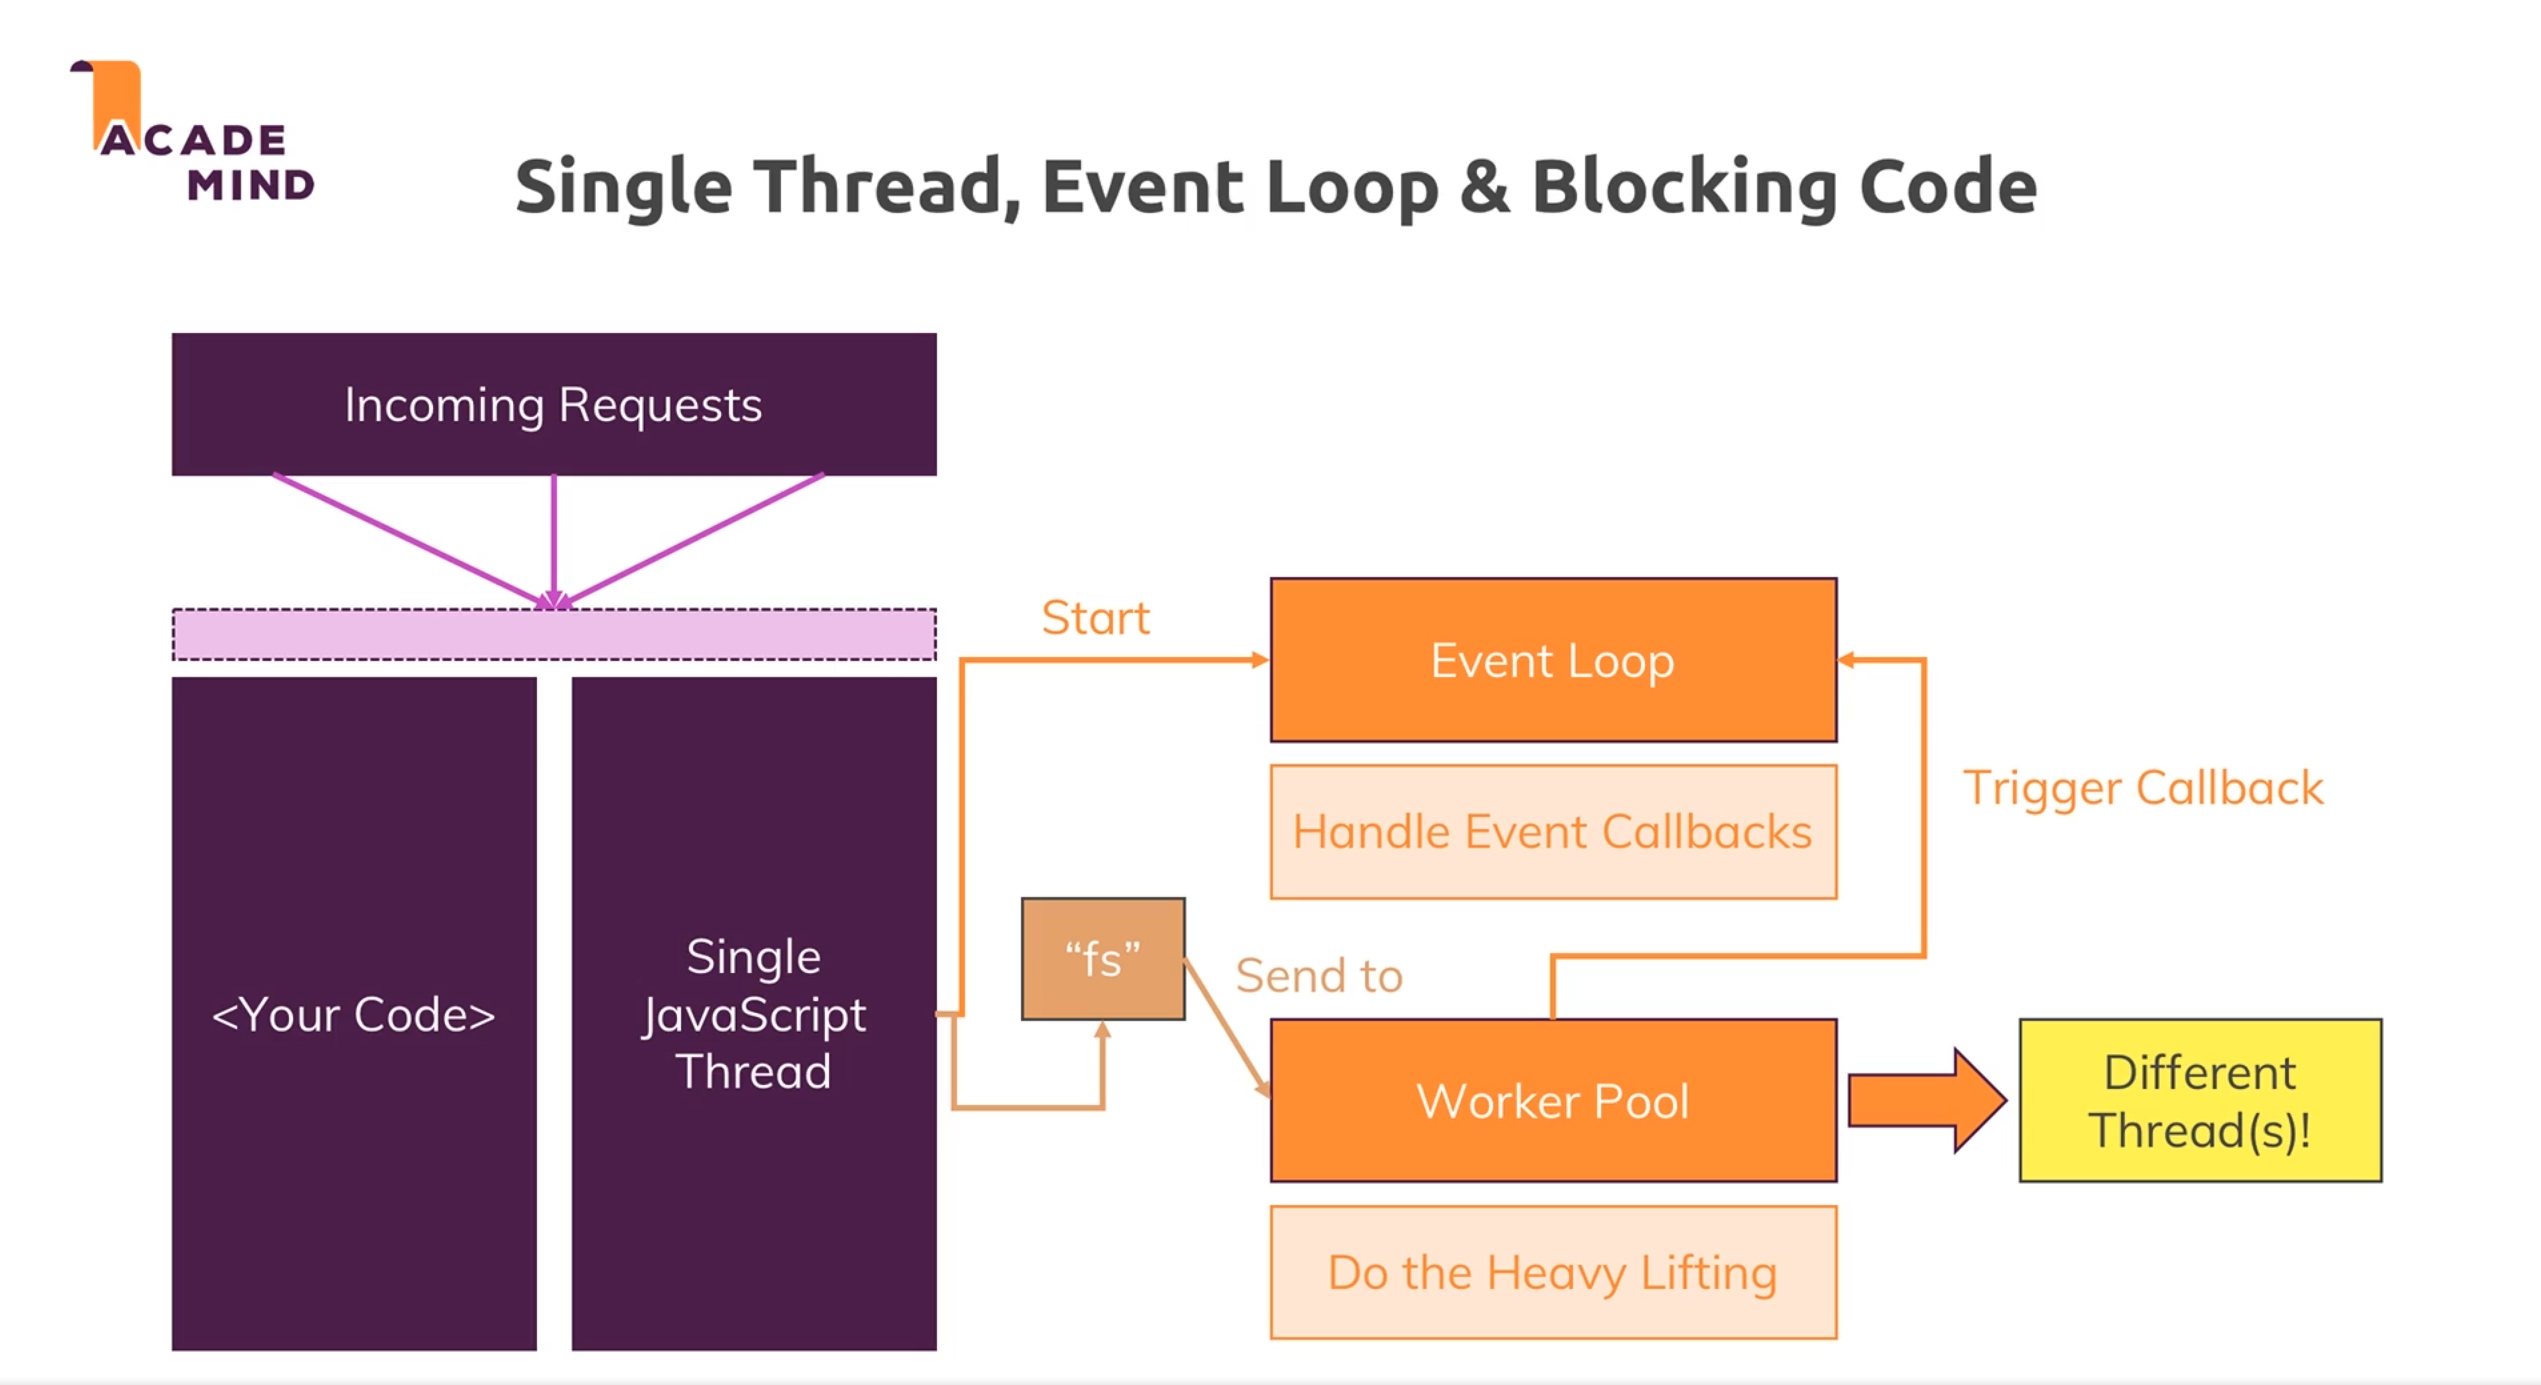 ACADE
MIND
Single Thread, Event Loop & Blocking Code
Incoming Requests
Start
Event Loop
Trigger Callback
Handle Event Callbacks
<Your Code>
Single
JavaScript
Thread
“fs”
Send to
Worker Pool
Different
Thread(s)!
Do the Heavy Lifting